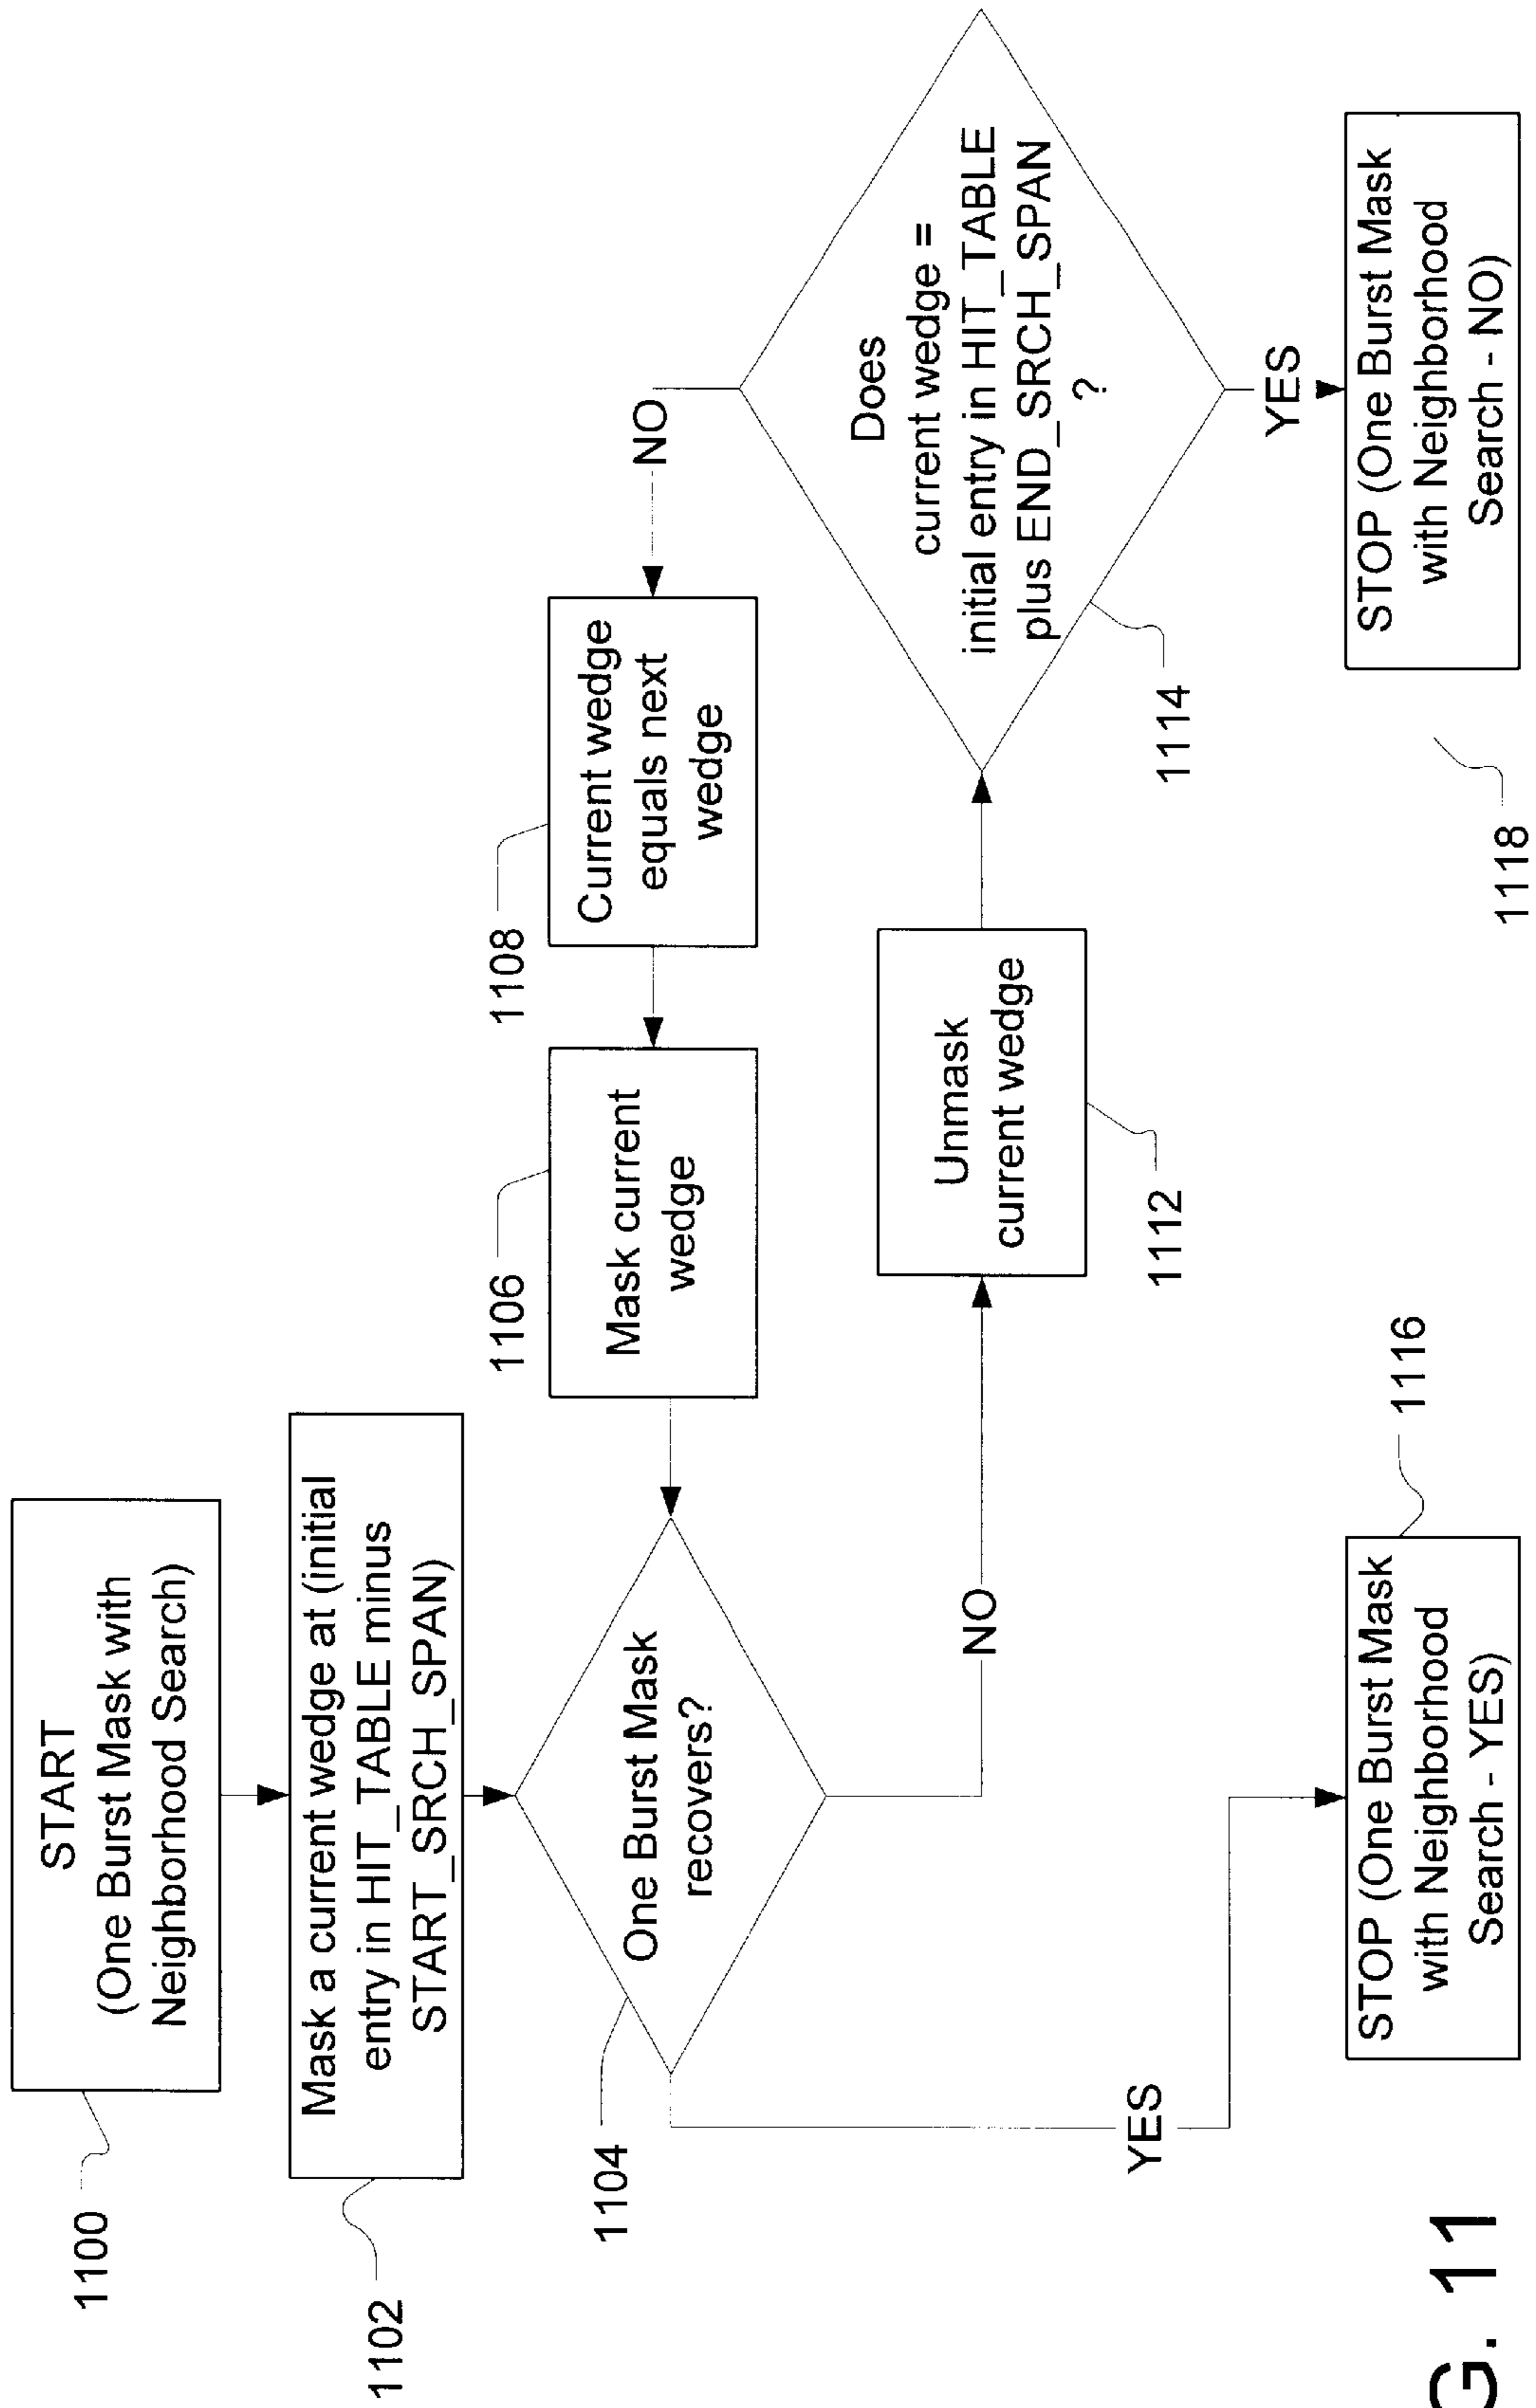 1100
START
(One Burst Mask with
Neighborhood Search)
1102
Mask a current wedge at (initial
entry in HIT_TABLE minus
START_SRCH_SPAN)
1104
One Burst Mask
recovers?
1106
Mask current
wedge
1108
Current wedge
equals next
wedge
NO
NO
1112
Unmask
current wedge
Does
current wedge =
initial entry in HIT_TABLE
plus END_SRCH_SPAN
?
1114
YES
YES
STOP (One Burst Mask
with Neighborhood
Search - YES)
1116
STOP (One Burst Mask
with Neighborhood
Search - NO)
1118
G. 11